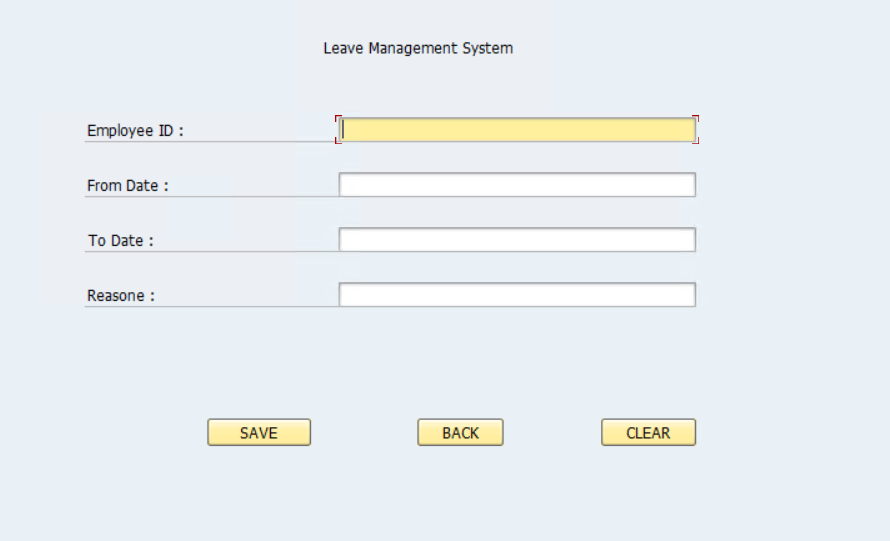 Leave Management System
Employee ID :
From Date :
To Date :
Reasone :
SAVE BACK CLEAR